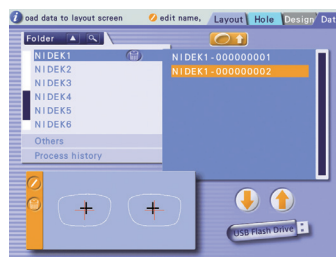 oad data to layout screen edit name, Layout Hole Design Dat
Folder
NIDEK1
NIDEK2
NIDEK3
NIDEK4
NIDEK5
NIDEK6
Others
Process history
NIDEK1-000000001
NIDEK1-000000002
USB Flash Drive